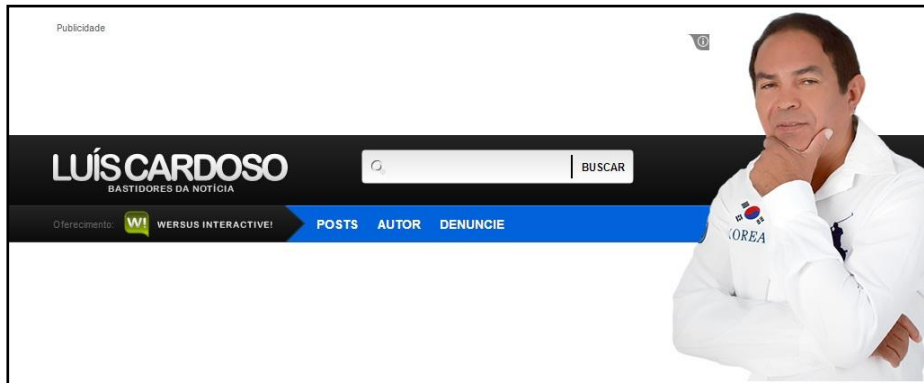 Publicidade
LUÍS CARDOSO
BASTIDORES DA NOTÍCIA
BUSCAR
Oferecimento: W! WERSUS INTERACTIVE!
POSTS AUTOR DENUNCIE
KOREA